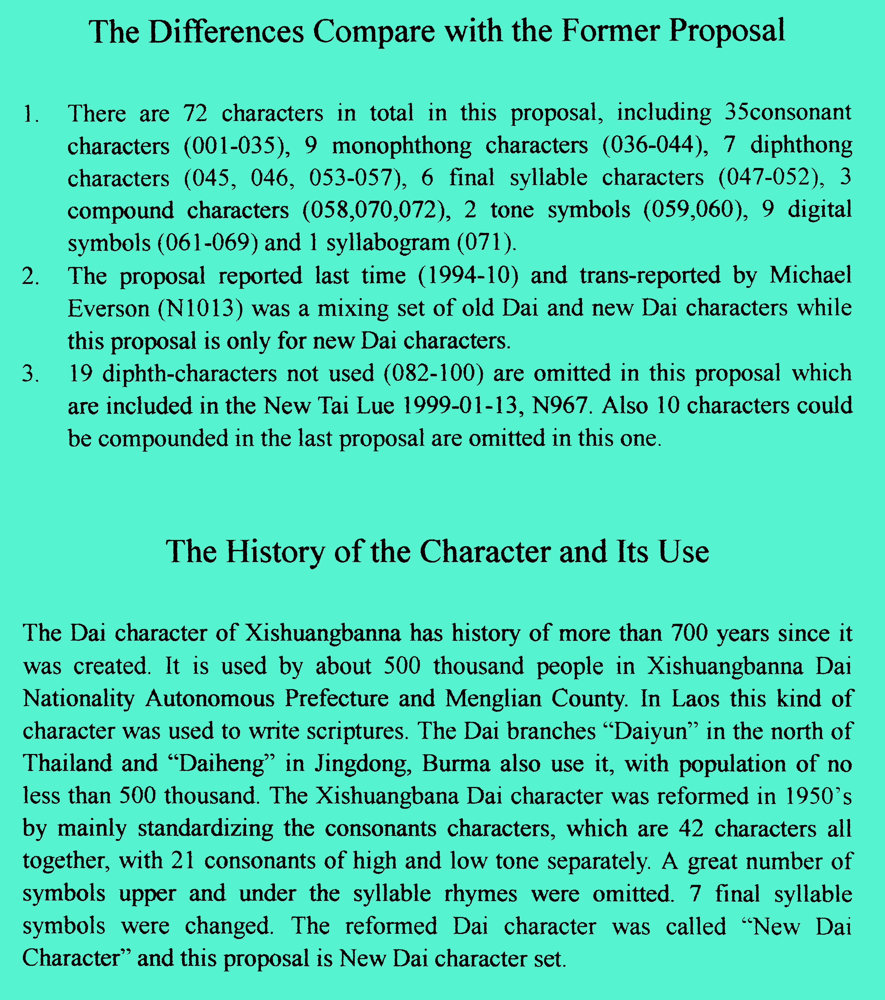 The Differences Compare with the Former Proposal
1. There are 72 characters in total in this proposal, including 35consonant
characters (001-035), 9 monophthong characters (036-044), 7 diphthong
characters (045, 046, 053-057), 6 final syllable characters (047-052), 3
compound characters (058,070,072), 2 tone symbols (059,060), 9 digital
symbols (061-069) and 1 syllabogram (071).
2. The proposal reported last time (1994-10) and trans-reported by Michael
Everson (N1013) was a mixing set of old Dai and new Dai characters while
this proposal is only for new Dai characters.
3. 19 diphth-characters not used (082-100) are omitted in this proposal which
are included in the New Tai Lue 1999-01-13, N967. Also 10 characters could
be compounded in the last proposal are omitted in this one.
The History of the Character and Its Use
The Dai character of Xishuangbanna has history of more than 700 years since it
was created. It is used by about 500 thousand people in Xishuangbanna Dai
Nationality Autonomous Prefecture and Menglian County. In Laos this kind of
character was used to write scriptures. The Dai branches “Daiyun” in the north of
Thailand and “Daiheng” in Jingdong, Burma also use it, with population of no
less than 500 thousand. The Xishuangbana Dai character was reformed in 1950’s
by mainly standardizing the consonants characters, which are 42 characters all
together, with 21 consonants of high and low tone separately. A great number of
symbols upper and under the syllable rhymes were omitted. 7 final syllable
symbols were changed. The reformed Dai character was called “New Dai
Character” and this proposal is New Dai character set.